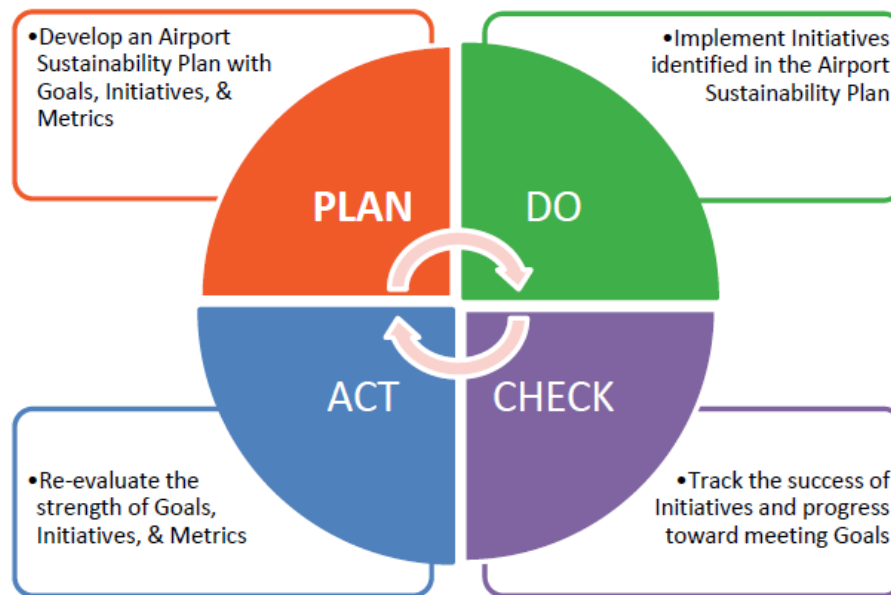 •Develop an Airport
Sustainability Plan with
Goals, Initiatives, &
Metrics
•Implement Initiatives
identified in the Airport
Sustainability Plan
PLAN
DO
ACT
CHECK
•Re-evaluate the
strength of Goals,
Initiatives, & Metrics
•Track the success of
Initiatives and progress
toward meeting Goals